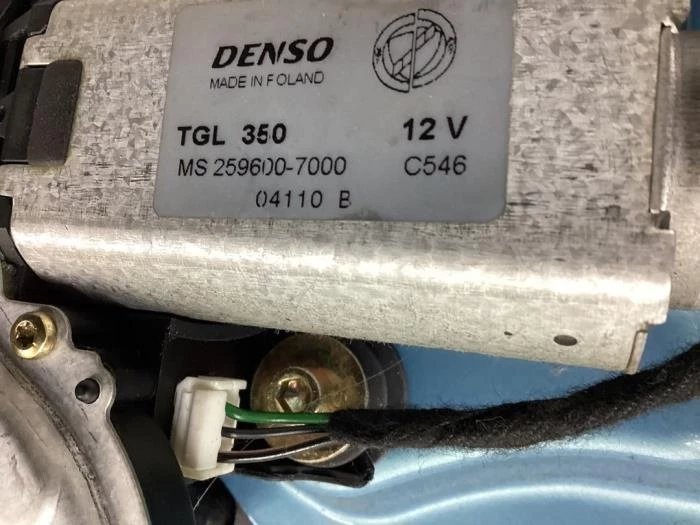 DENSO
MADE IN POLAND
TGL 350 12 V
MS 259600-7000 C546
04110 B